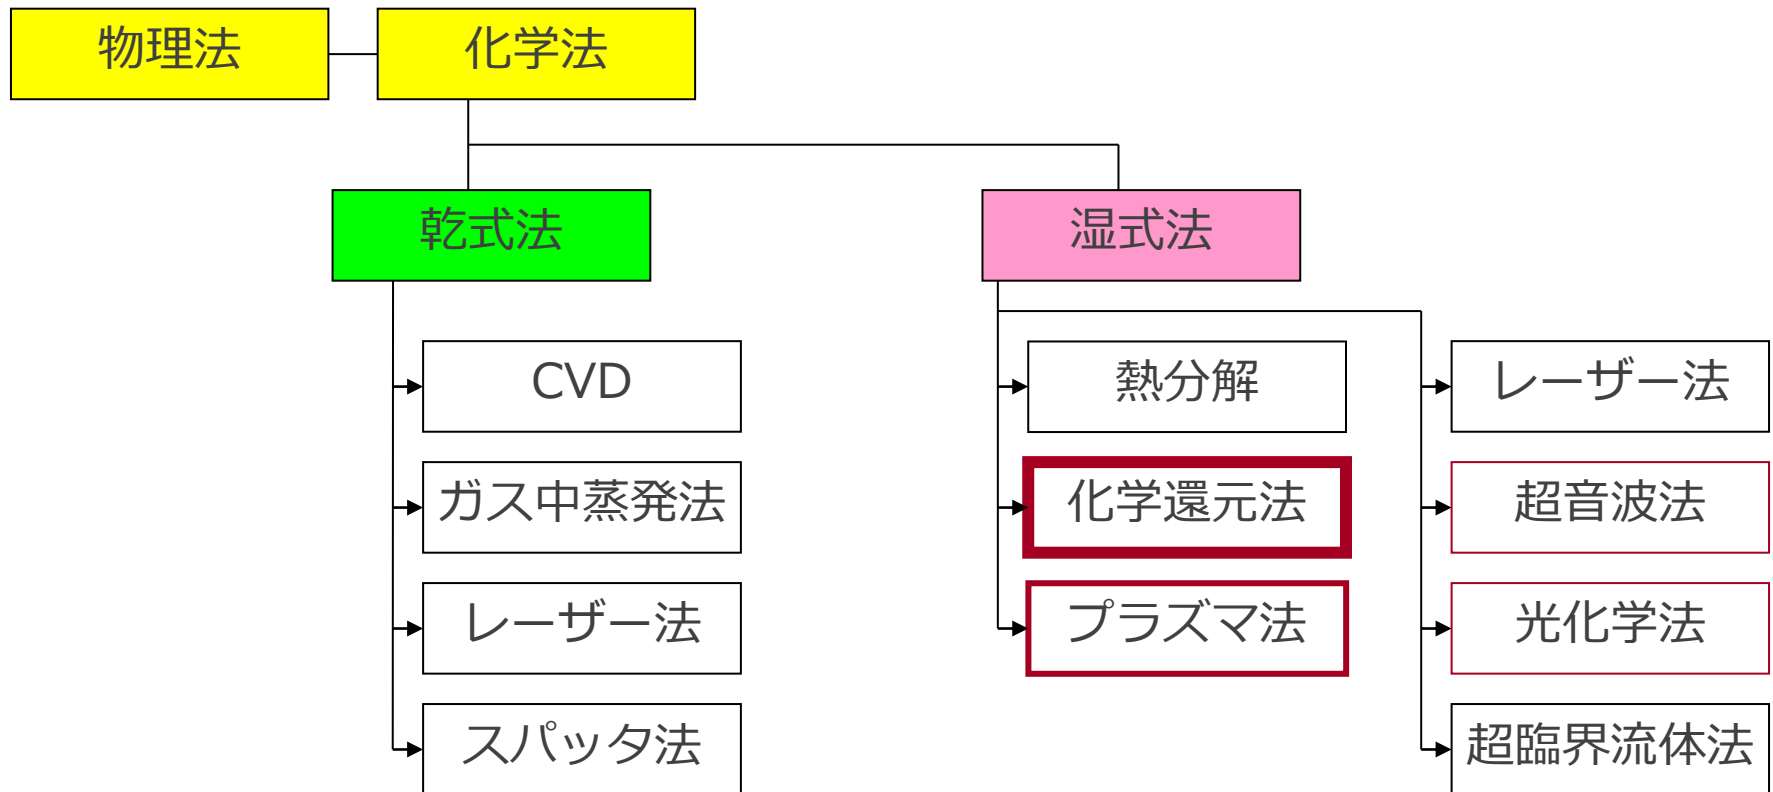 物理法
化学法
乾式法
湿式法
CVD
ガス中蒸発法
レーザー法
スパッタ法
熱分解
化学還元法
プラズマ法
レーザー法
超音波法
光化学法
超臨界流体法